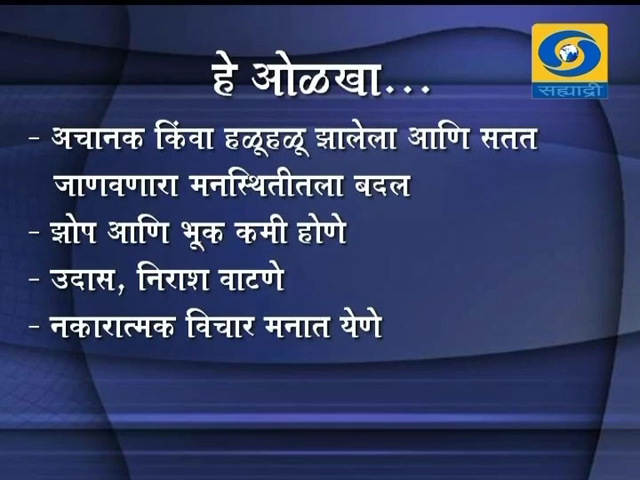 सह्याद्री
हे ओळखा...
- अचानक किंवा हळूहळू झालेला आणि सतत
जाणवणारा मनस्थितीतला बदल
- झोप आणि भूक कमी होणे
- उदास, निराश वाटणे
- नकारात्मक विचार मनात येणे